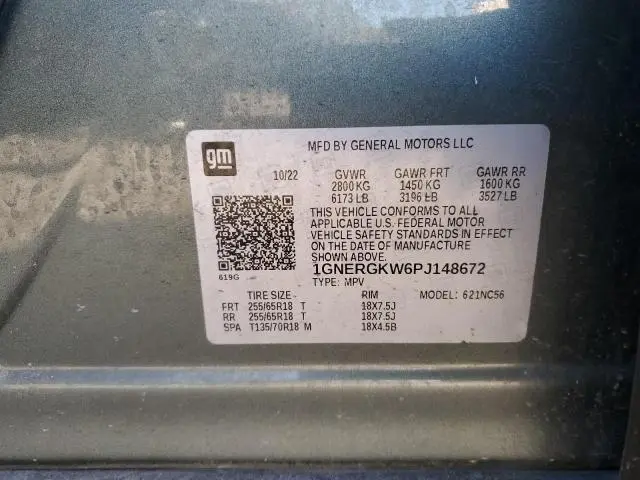 gm
MFD BY GENERAL MOTORS LLC
10/22 GVWR GAWR FRT GAWR RR
2800 KG 1450 KG 1600 KG
6173 LB 3196 LB 3527 LB
THIS VEHICLE CONFORMS TO ALL
APPLICABLE U.S. FEDERAL MOTOR
VEHICLE SAFETY STANDARDS IN EFFECT
ON THE DATE OF MANUFACTURE
SHOWN ABOVE.
1GNERGKW6PJ148672
619G TYPE: MPV
TIRE SIZE RIM MODEL: 621NC56
FRT 255/65R18 T 18X7.5J
RR 255/65R18 T 18X7.5J
SPA T135/70R18 M 18X4.5B